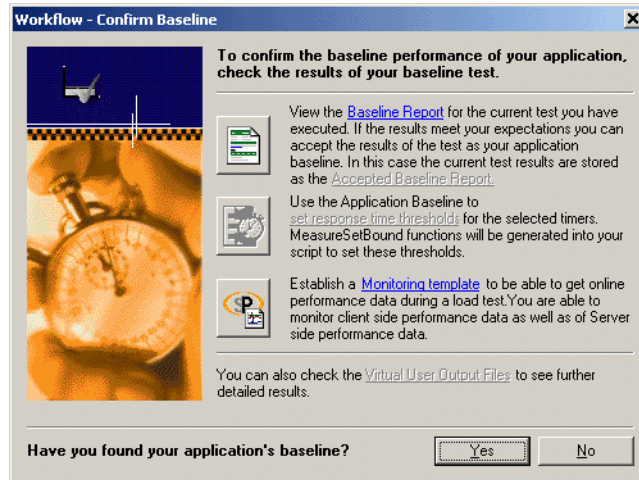 Workflow - Confirm Baseline
To confirm the baseline performance of your application,
check the results of your baseline test.
View the Baseline Report for the current test you have
executed. If the results meet your expectations you can
accept the results of the test as your application
baseline. In this case the current test results are stored
as the Accepted Baseline Report.
Use the Application Baseline to
set response time thresholds for the selected timers.
MeasureSetBound functions will be generated into your
script to set these thresholds.
Establish a Monitoring template to be able to get online
performance data during a load test.You are able to
monitor client side performance data as well as of Server
side performance data.
You can also check the Virtual User Output Files to see further
detailed results.
Have you found your application's baseline?
Yes
No